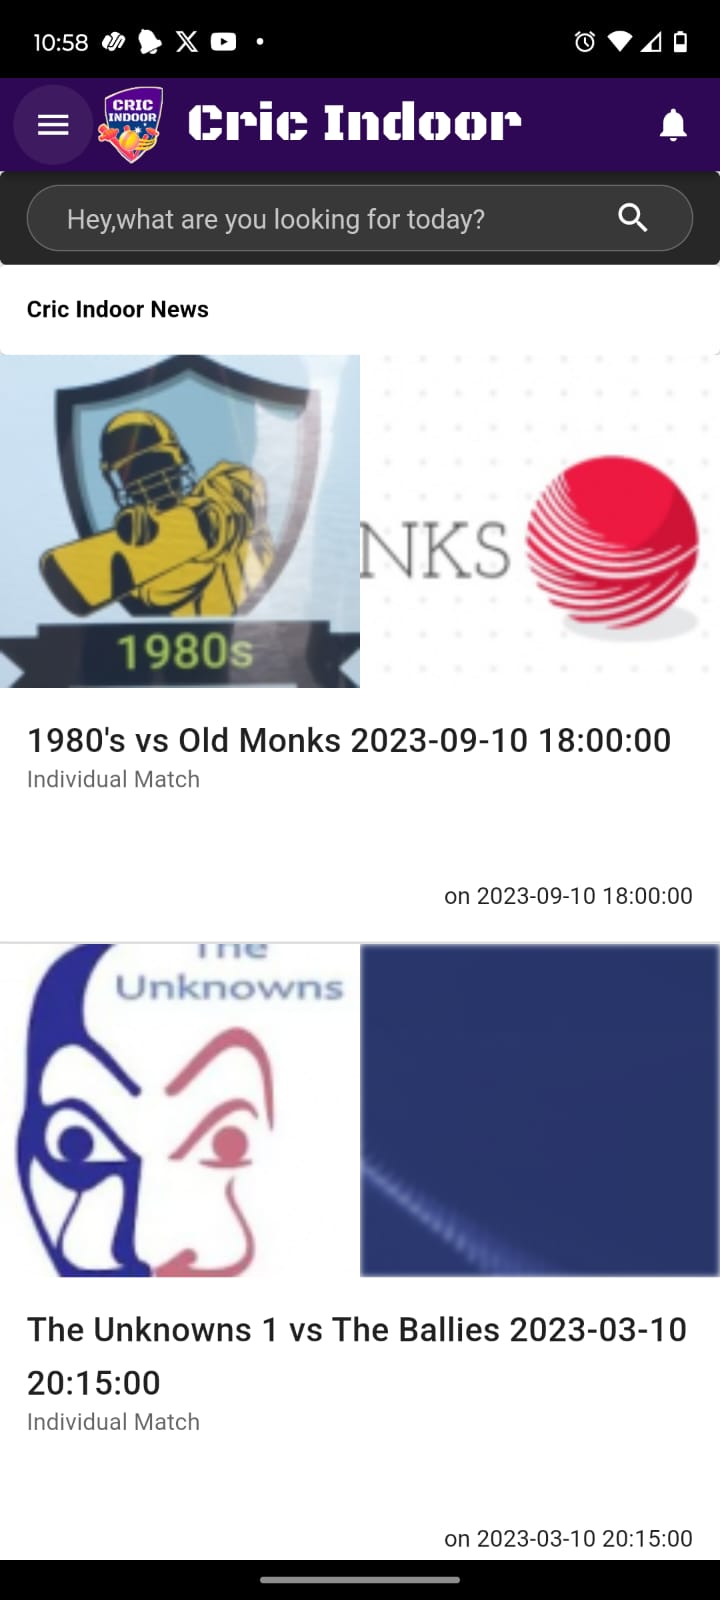 10:58
CRIC
INDOOR
Cric Indoor
Hey,what are you looking for today?
Cric Indoor News
1980s
NKS
1980's vs Old Monks 2023-09-10 18:00:00
Individual Match
on 2023-09-10 18:00:00
The
Unknowns
The Unknowns 1 vs The Ballies 2023-03-10
20:15:00
Individual Match
on 2023-03-10 20:15:00